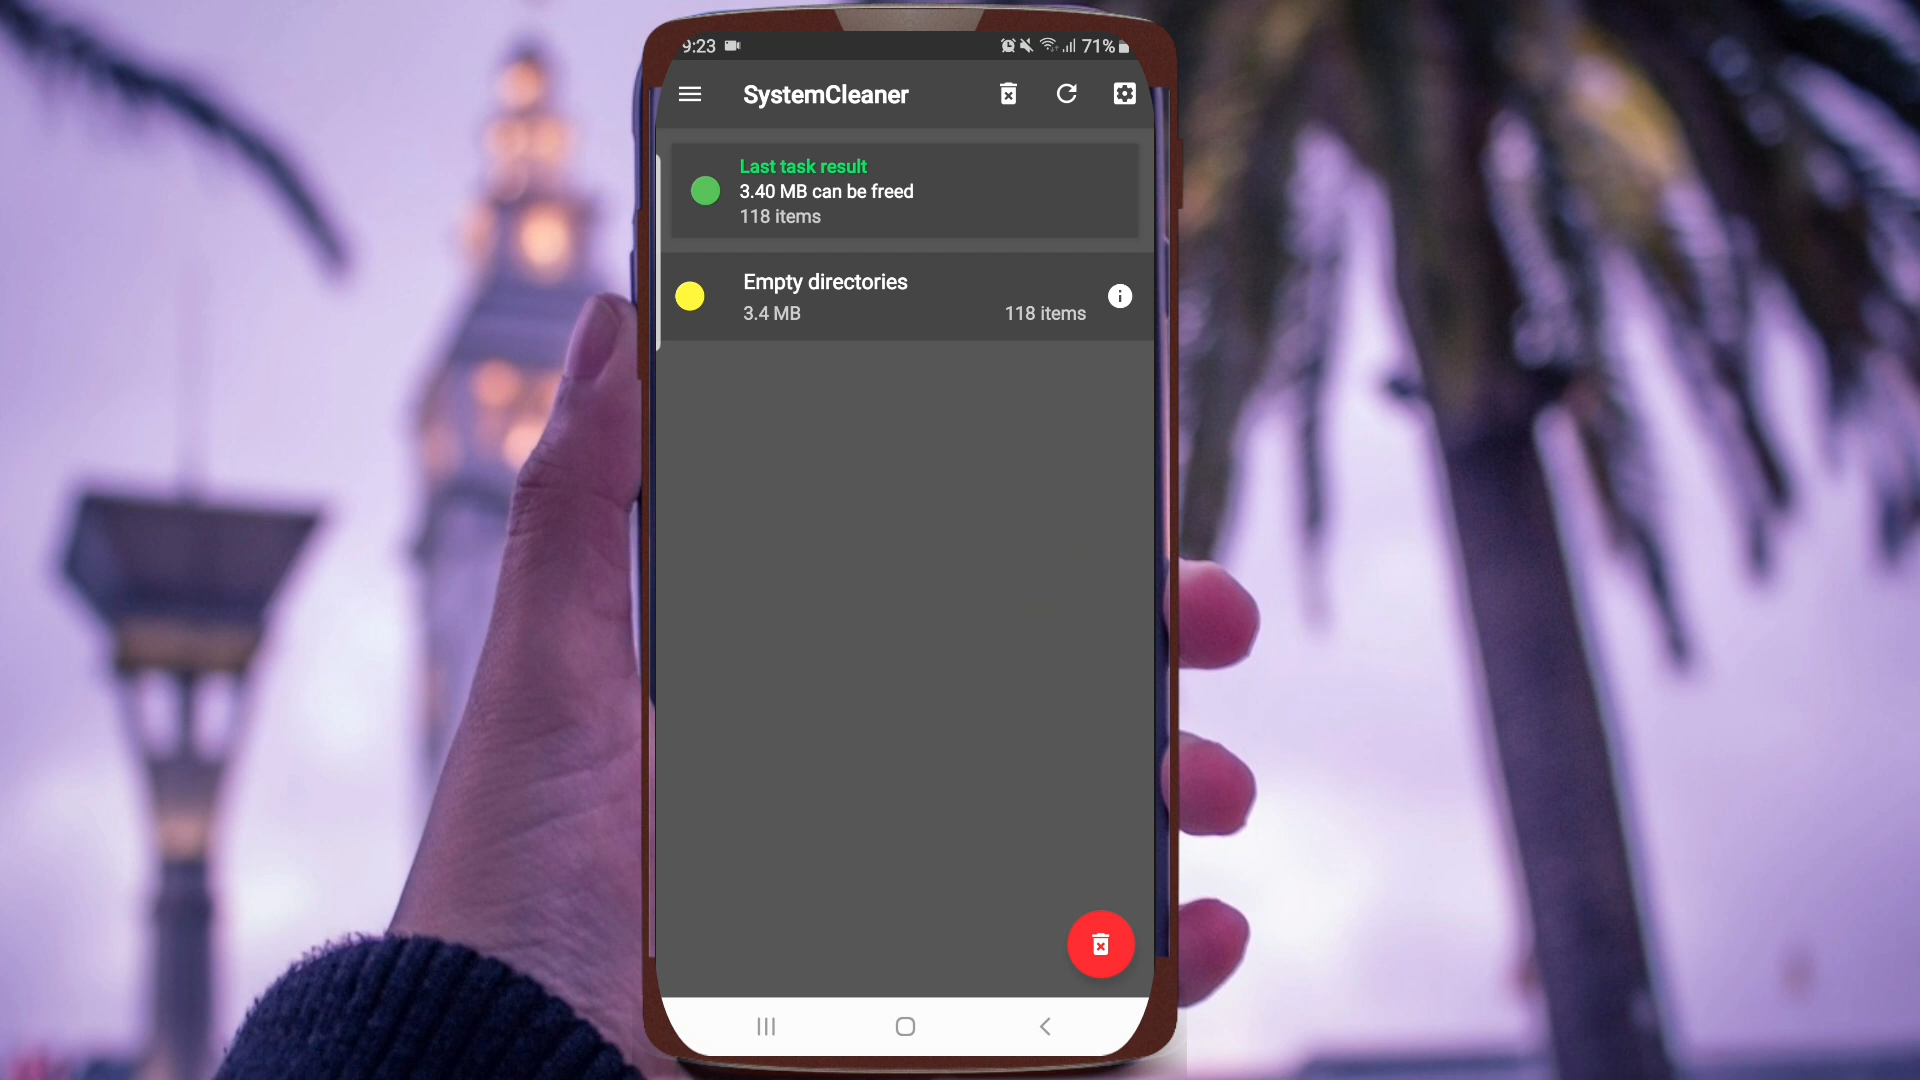 9:23
71%
SystemCleaner
Last task result
3.40 MB can be freed
118 items
Empty directories
3.4 MB
118 items